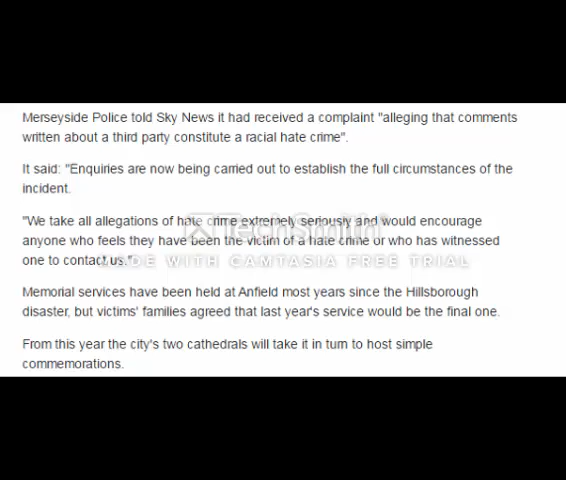 Merseyside Police told Sky News it had received a complaint "alleging that comments
written about a third party constitute a racial hate crime".
It said: "Enquiries are now being carried out to establish the full circumstances of the
incident.
"We take all allegations of hate crime extremely seriously and would encourage
anyone who feels they have been the victim of a hate crime or who has witnessed
one to contact us."
TechSmith
MADE WITH CAMTASIA FREE TRIAL
Memorial services have been held at Anfield most years since the Hillsborough
disaster, but victims' families agreed that last year's service would be the final one.
From this year the city's two cathedrals will take it in turn to host simple
commemorations.